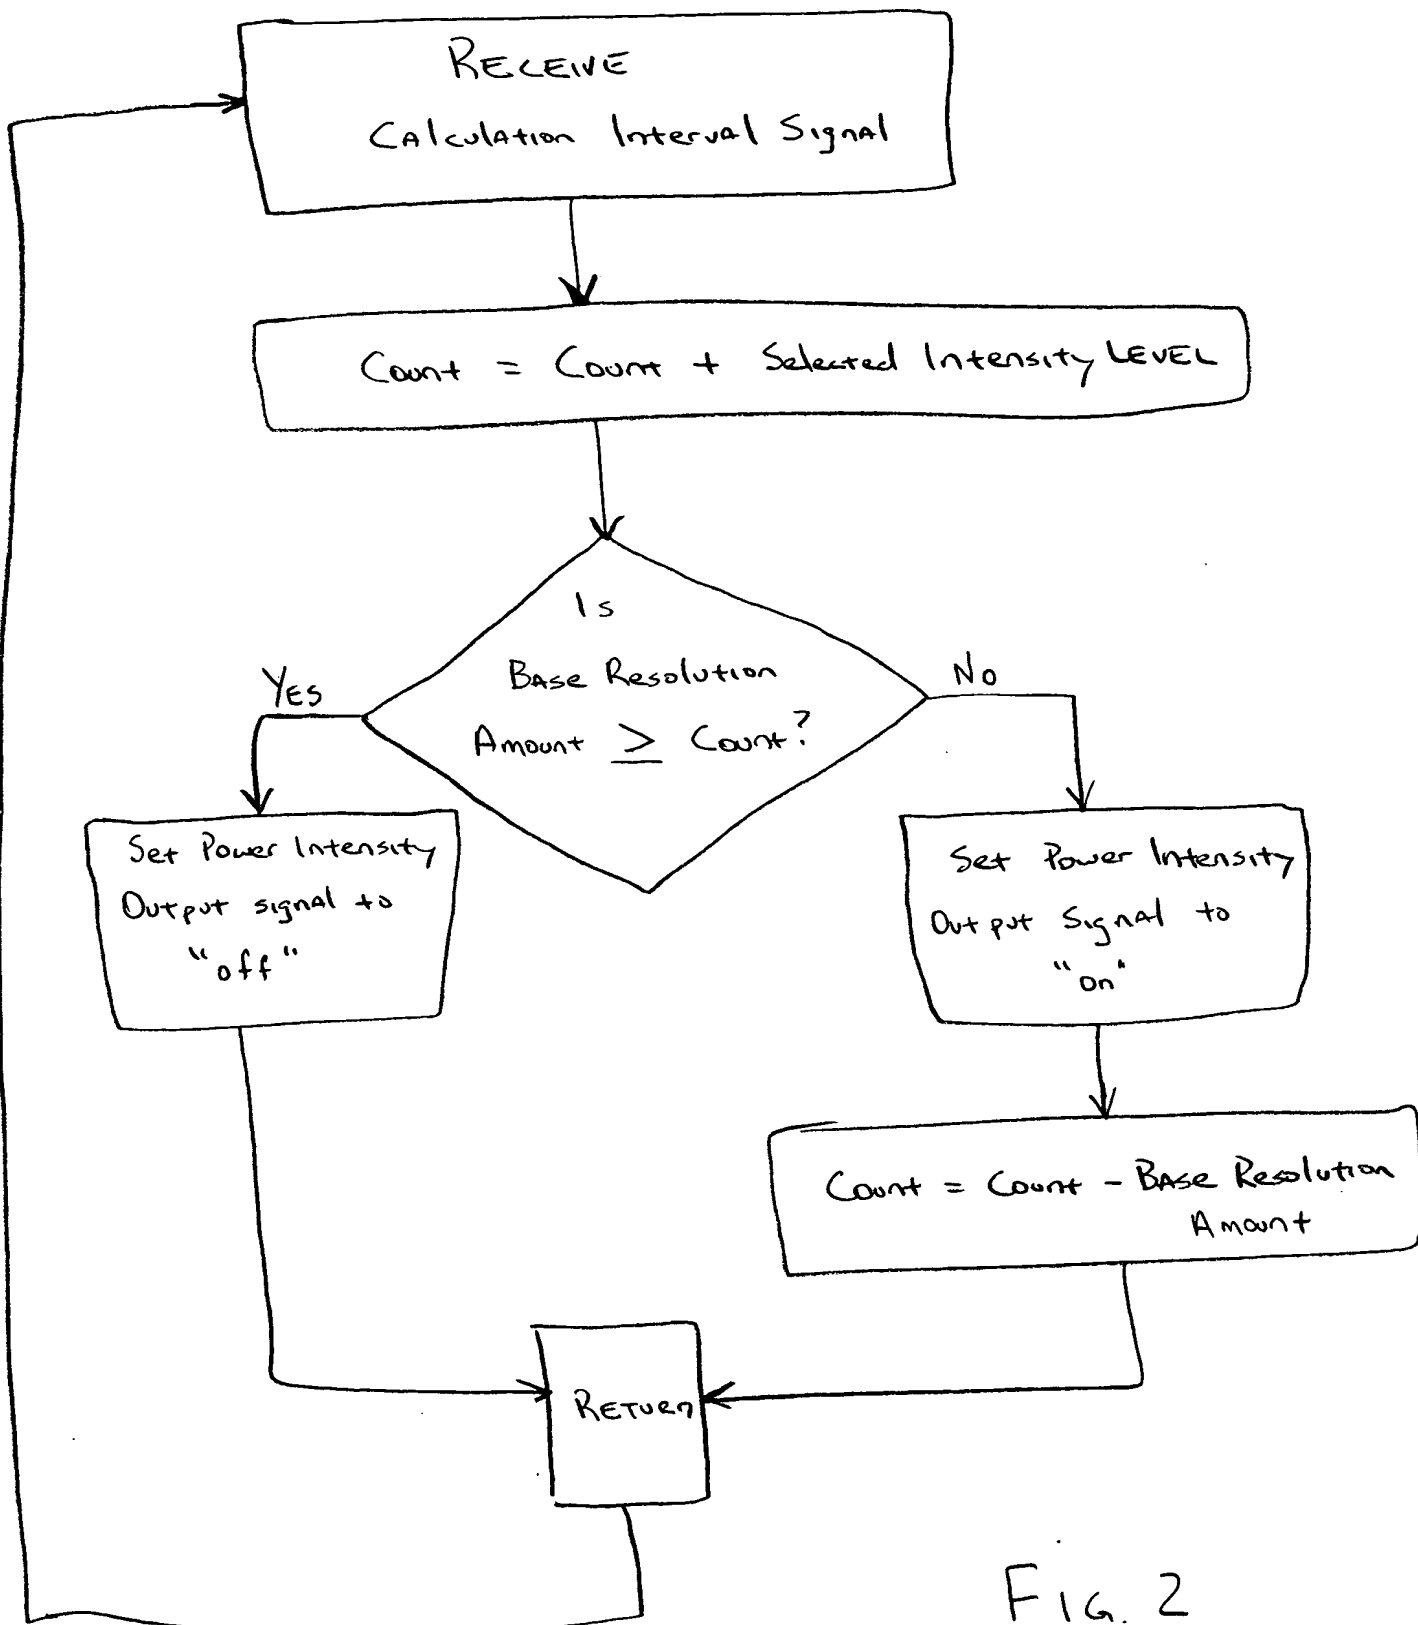 RECEIVE
Calculation Interval Signal
Count = Count + Selected Intensity LEVEL
Is
Base Resolution
Amount ≥ Count?
YES
No
Set Power Intensity
Output signal to
"off"
Set Power Intensity
Output Signal to
"on"
Count = Count - Base Resolution
Amount
RETURN
FIG. 2